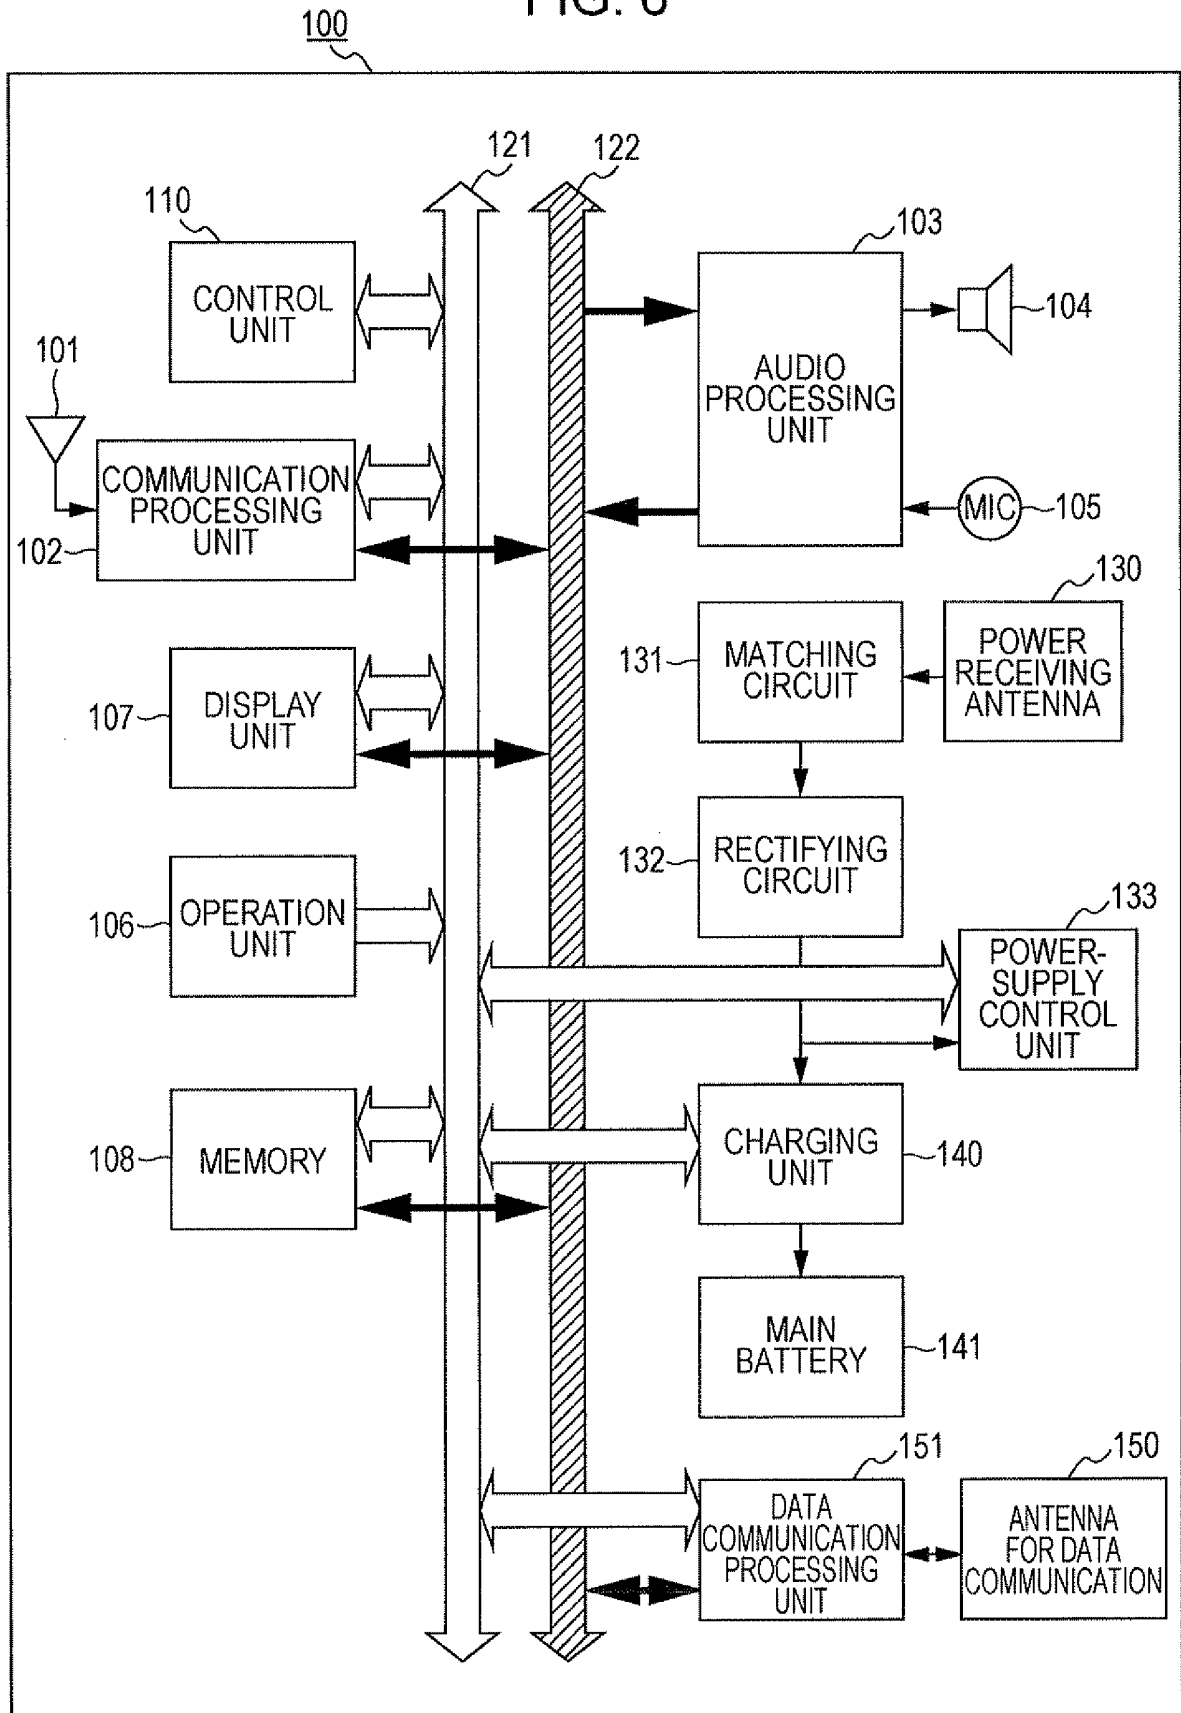 FIG. 6
100
121
122
110
CONTROL
UNIT
103
AUDIO
PROCESSING
UNIT
104
101
COMMUNICATION
PROCESSING
UNIT
102
MIC
105
130
POWER
RECEIVING
ANTENNA
131
MATCHING
CIRCUIT
107
DISPLAY
UNIT
132
RECTIFYING
CIRCUIT
106
OPERATION
UNIT
133
POWER-
SUPPLY
CONTROL
UNIT
108
MEMORY
CHARGING
UNIT
140
MAIN
BATTERY
141
151
DATA
COMMUNICATION
PROCESSING
UNIT
150
ANTENNA
FOR DATA
COMMUNICATION